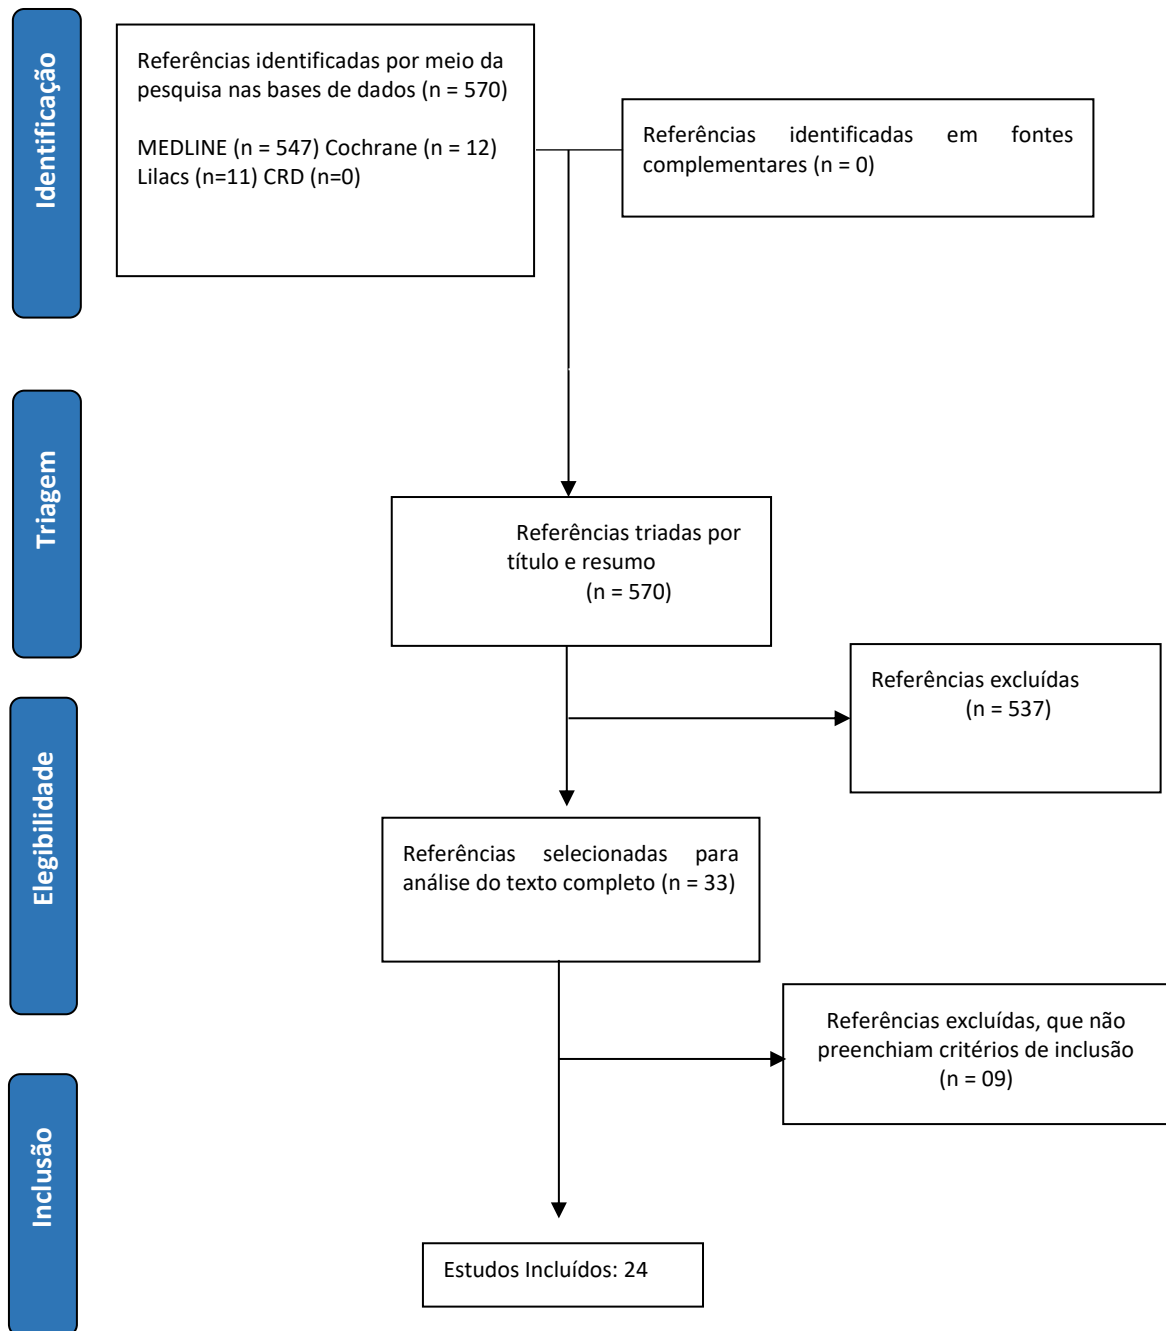 Identificação
Referências identificadas por meio da
pesquisa nas bases de dados (n = 570)
MEDLINE (n = 547) Cochrane (n = 12)
Lilacs (n=11) CRD (n=0)
Referências identificadas em fontes
complementares (n = 0)
Triagem
Referências triadas por
título e resumo
(n = 570)
Referências excluídas
(n = 537)
Elegibilidade
Referências selecionadas para
análise do texto completo (n = 33)
Referências excluídas, que não
preenchiam critérios de inclusão
(n = 09)
Inclusão
Estudos Incluídos: 24